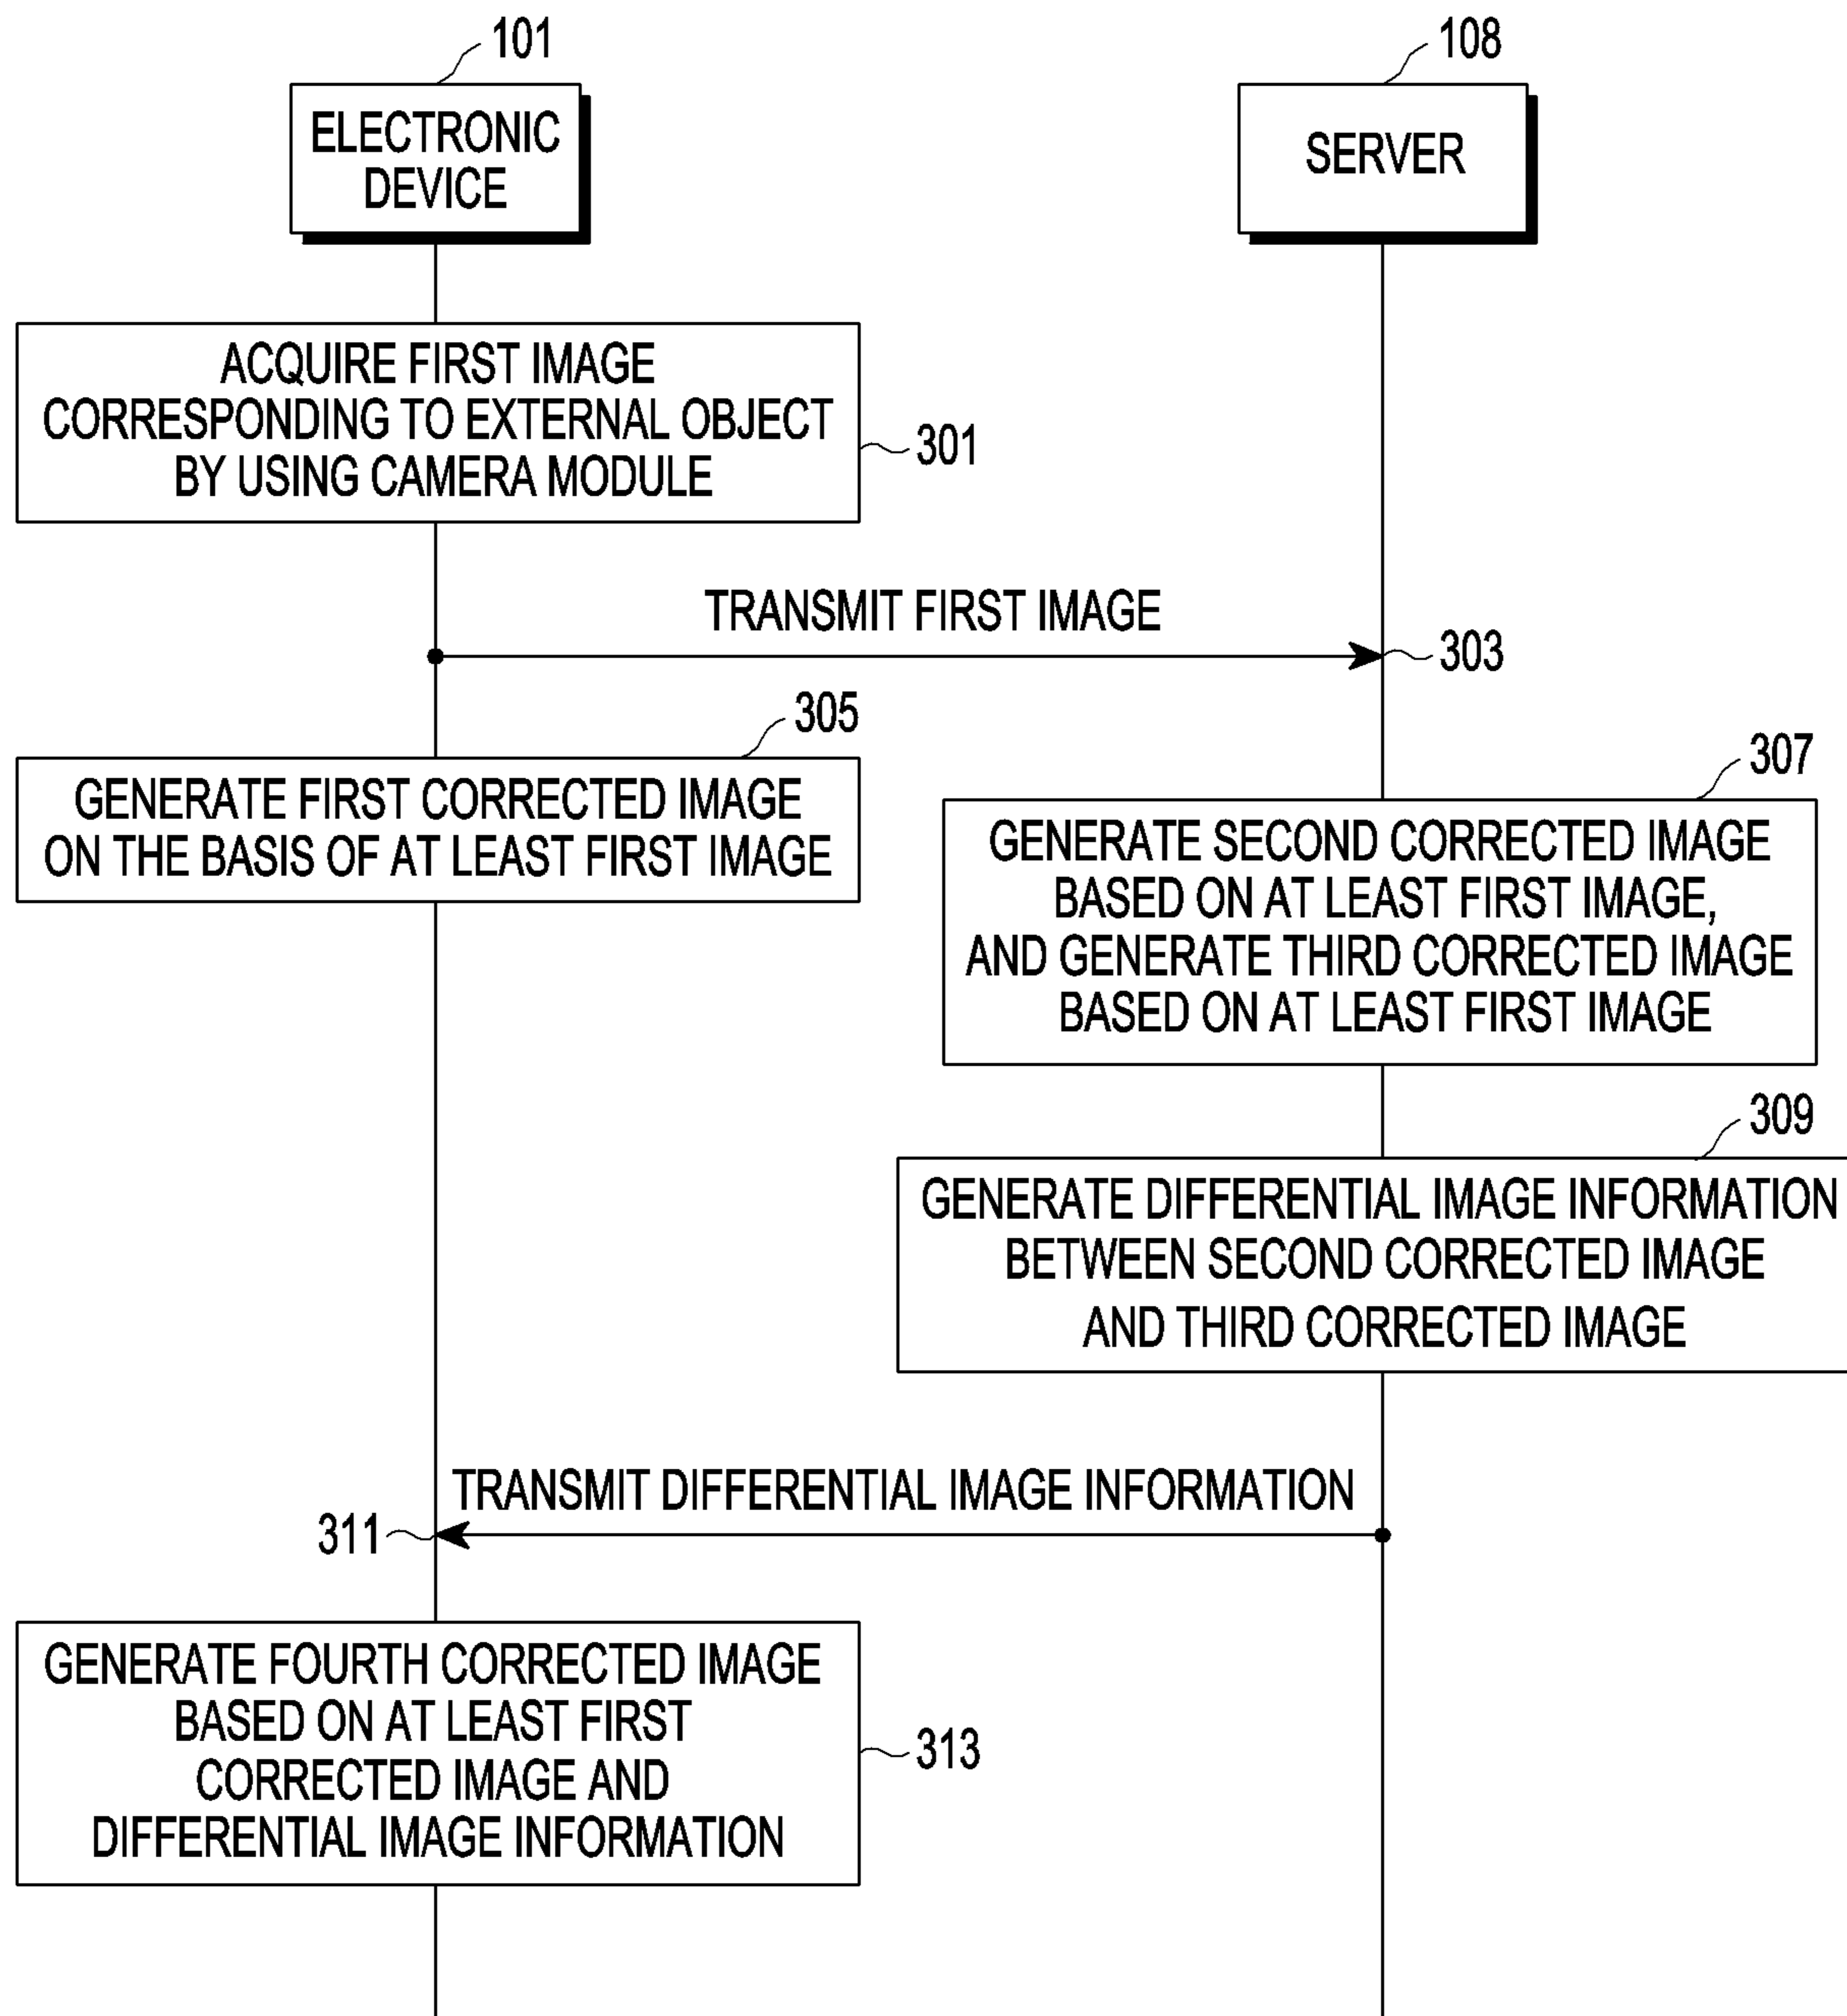 101
108
ELECTRONIC
DEVICE
SERVER
ACQUIRE FIRST IMAGE
CORRESPONDING TO EXTERNAL OBJECT
BY USING CAMERA MODULE
301
TRANSMIT FIRST IMAGE
303
305
GENERATE FIRST CORRECTED IMAGE
ON THE BASIS OF AT LEAST FIRST IMAGE
307
GENERATE SECOND CORRECTED IMAGE
BASED ON AT LEAST FIRST IMAGE,
AND GENERATE THIRD CORRECTED IMAGE
BASED ON AT LEAST FIRST IMAGE
309
GENERATE DIFFERENTIAL IMAGE INFORMATION
BETWEEN SECOND CORRECTED IMAGE
AND THIRD CORRECTED IMAGE
TRANSMIT DIFFERENTIAL IMAGE INFORMATION
311
GENERATE FOURTH CORRECTED IMAGE
BASED ON AT LEAST FIRST
CORRECTED IMAGE AND
DIFFERENTIAL IMAGE INFORMATION
313